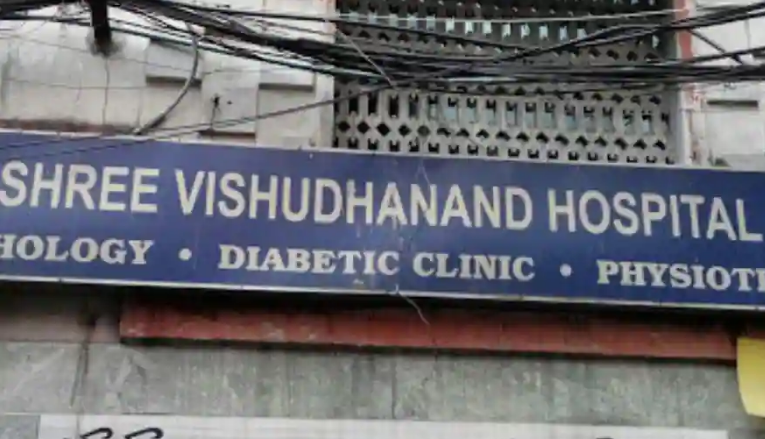 SHREE VISHUDHANAND HOSPITAL
HOLOGY • DIABETIC CLINIC • PHYSIOT